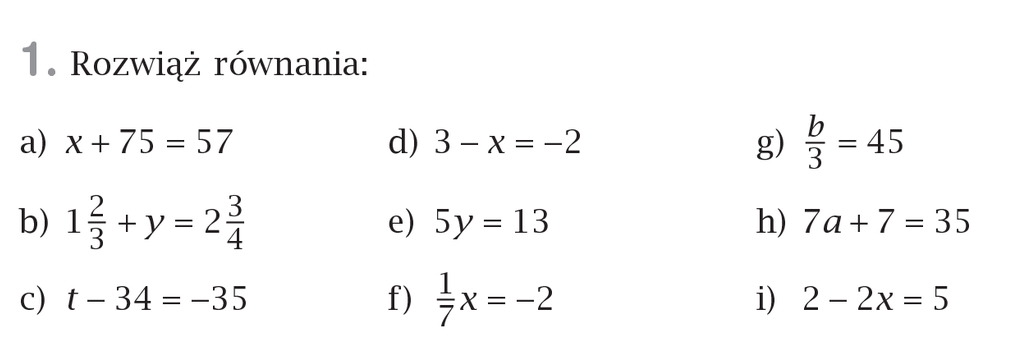 1. Rozwiąż równania:
a) x + 75 = 57
b) 1 2/3 + y = 2 3/4
c) t – 34 = –35
d) 3 – x = –2
e) 5y = 13
f) 1/7 x = –2
g) b/3 = 45
h) 7a + 7 = 35
i) 2 – 2x = 5